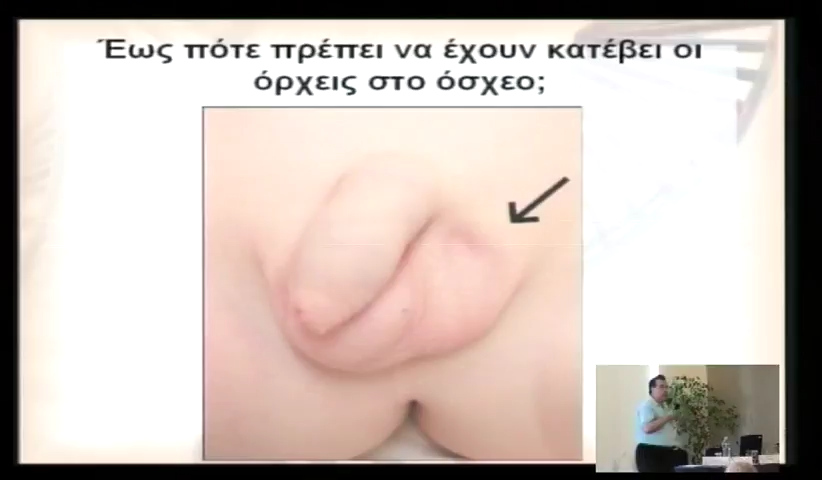 Έως πότε πρέπει να έχουν κατέβει οι
όρχεις στο όσχεο;